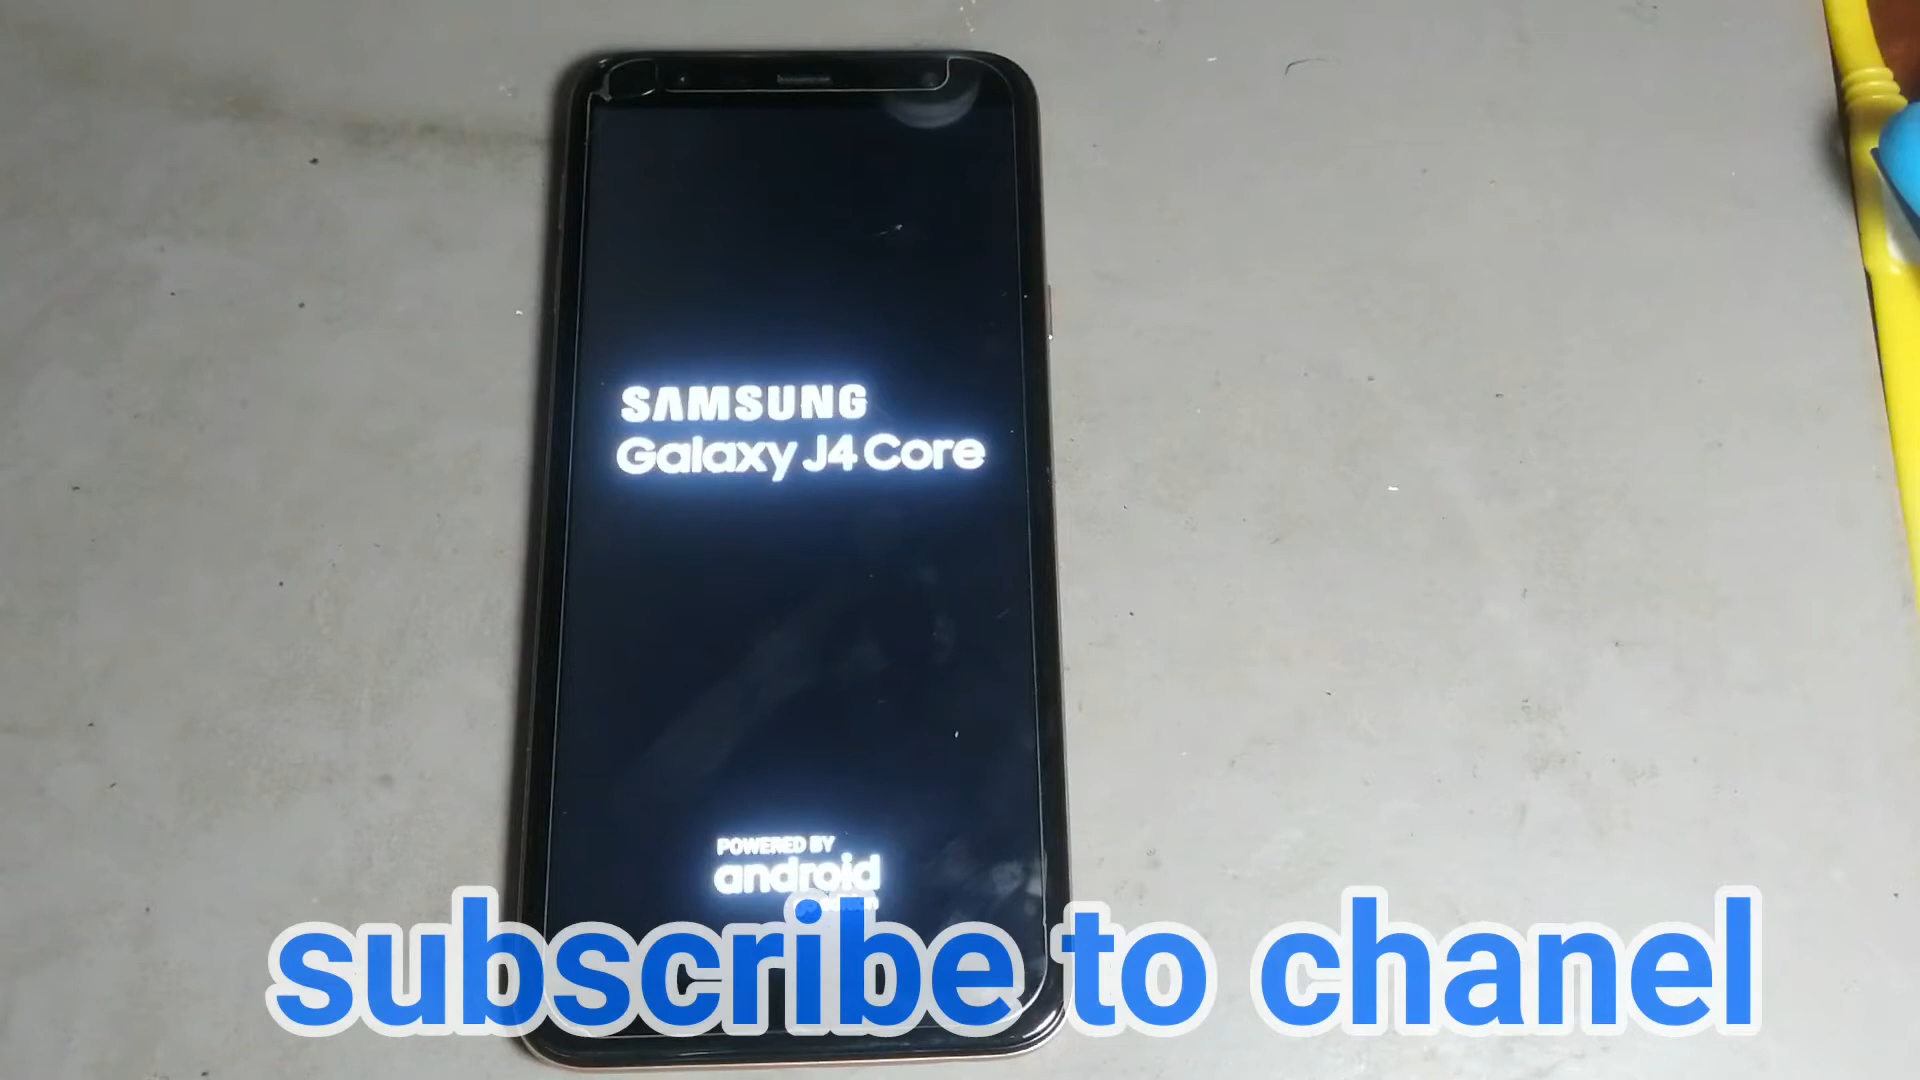 SAMSUNG
Galaxy J4 Core
POWERED BY
android
subscribe to chanel